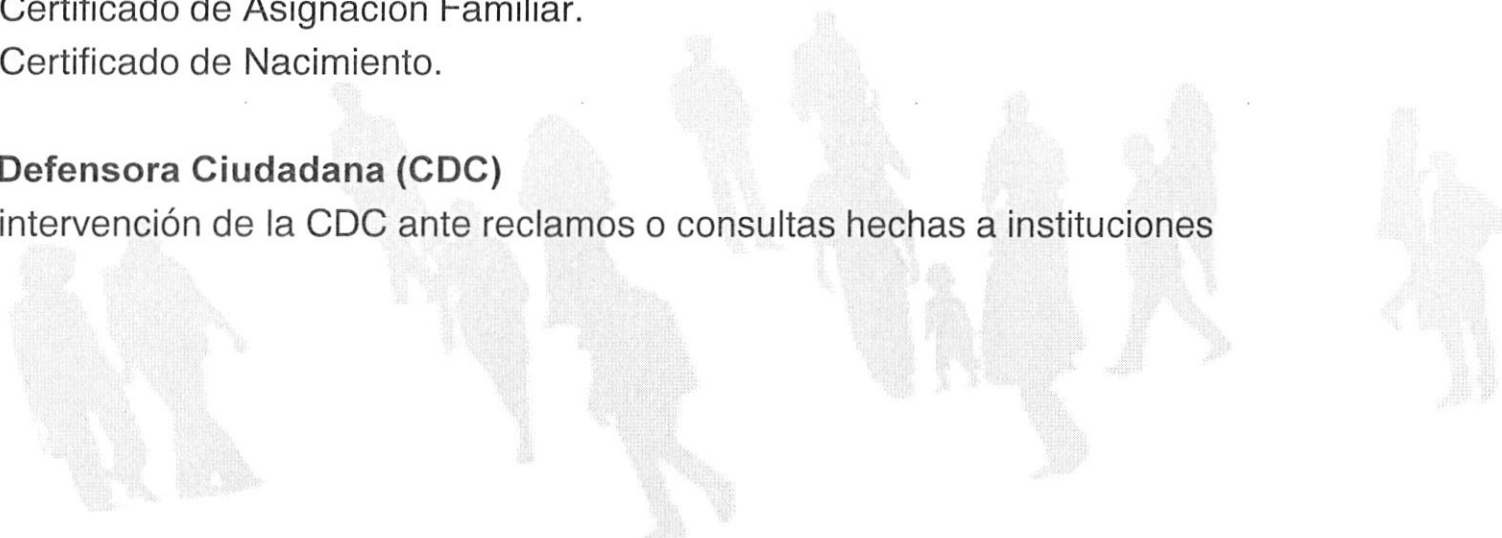 Certificado de Asignación Familiar.
Certificado de Nacimiento.
Defensora Ciudadana (CDC)
intervención de la CDC ante reclamos o consultas hechas a instituciones